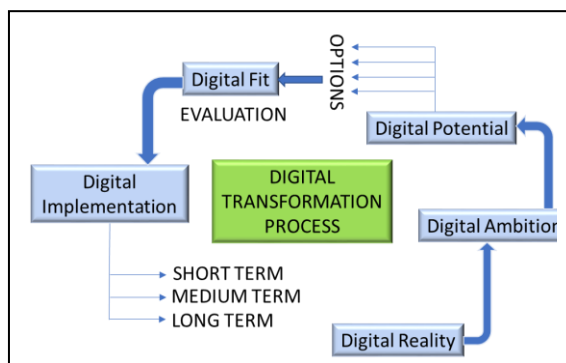 OPTIONS
Digital Fit
EVALUATION
Digital Potential
Digital
Implementation
DIGITAL
TRANSFORMATION
PROCESS
Digital Ambition
SHORT TERM
MEDIUM TERM
LONG TERM
Digital Reality